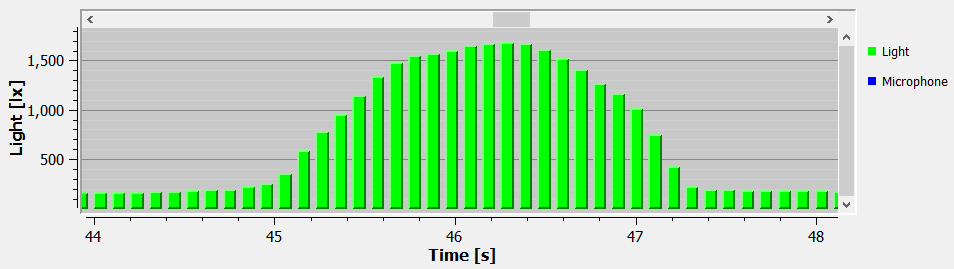 Light [lx]
1,500
1,000
500
44
45
46
47
48
Time [s]
Light
Microphone